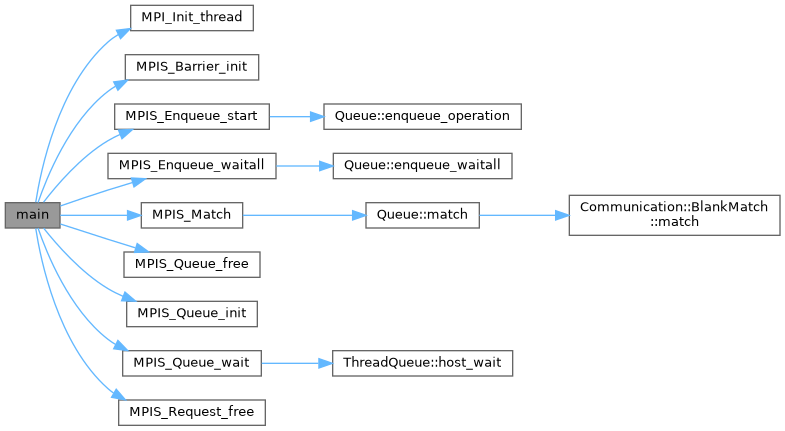 MPI_Init_thread
MPIS_Barrier_init
MPIS_Enqueue_start
Queue::enqueue_operation
MPIS_Enqueue_waitall
Queue::enqueue_waitall
main
MPIS_Match
Queue::match
Communication::BlankMatch
::match
MPIS_Queue_free
MPIS_Queue_init
MPIS_Queue_wait
ThreadQueue::host_wait
MPIS_Request_free